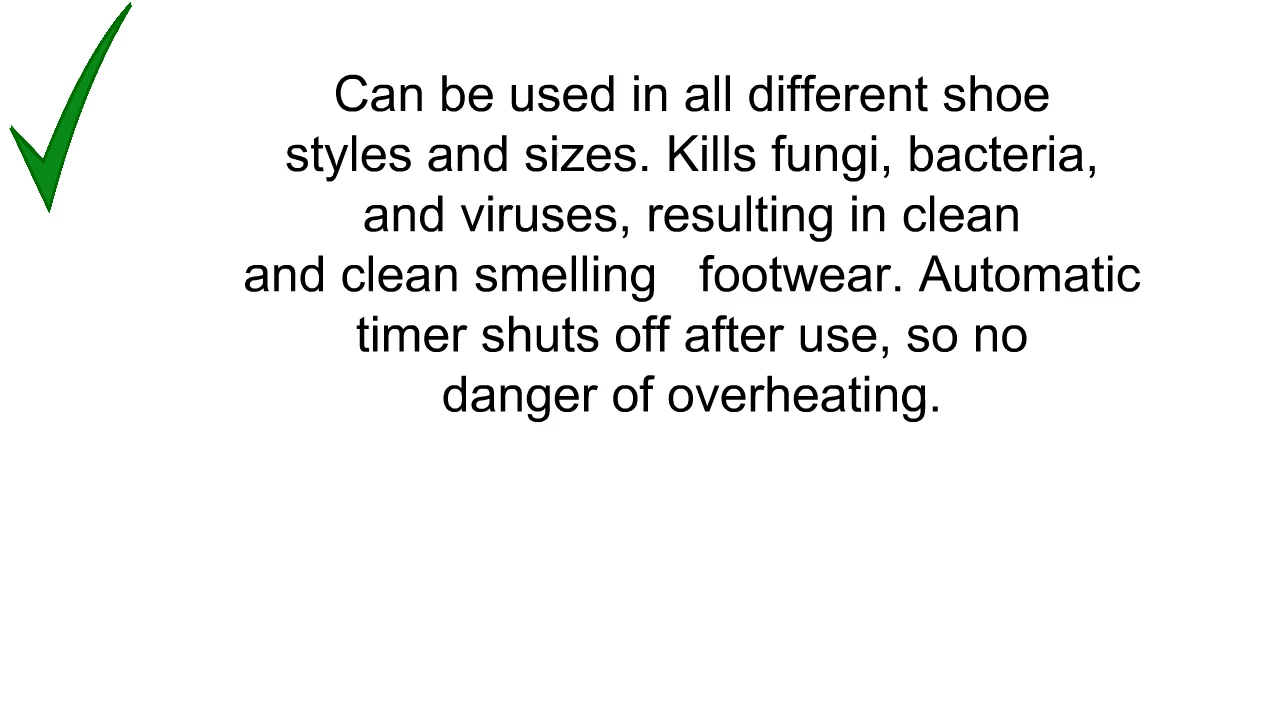 Can be used in all different shoe
styles and sizes. Kills fungi, bacteria,
and viruses, resulting in clean
and clean smelling   footwear. Automatic
timer shuts off after use, so no
danger of overheating.